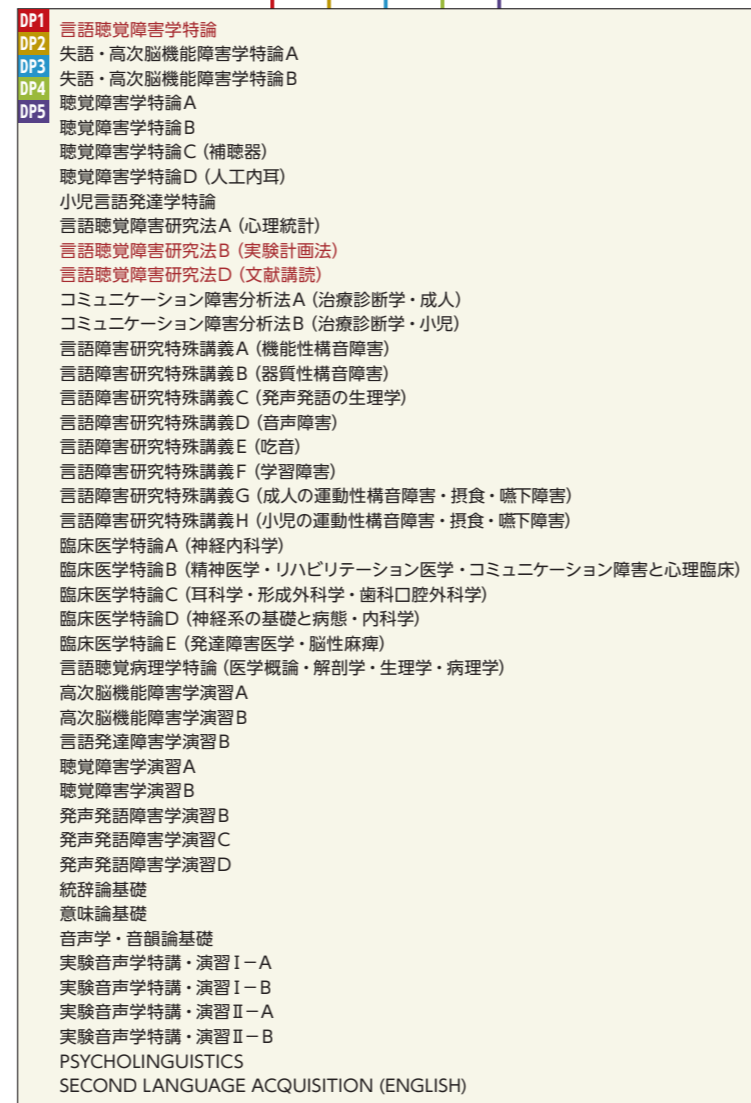 DP1
DP2
DP3
DP4
DP5
言語聴覚障害学特論
失語・高次脳機能障害学特論A
失語・高次脳機能障害学特論B
聴覚障害学特論A
聴覚障害学特論B
聴覚障害学特論C（補聴器）
聴覚障害学特論D（人工内耳）
小児言語発達学特論
言語聴覚障害研究法A（心理統計）
言語聴覚障害研究法B（実験計画法）
言語聴覚障害研究法D（文献講読）
コミュニケーション障害分析法A（治療診断学・成人）
コミュニケーション障害分析法B（治療診断学・小児）
言語障害研究特殊講義A（機能性構音障害）
言語障害研究特殊講義B（器質性構音障害）
言語障害研究特殊講義C（発声発語の生理学）
言語障害研究特殊講義D（音声障害）
言語障害研究特殊講義E（吃音）
言語障害研究特殊講義F（学習障害）
言語障害研究特殊講義G（成人の運動性構音障害・摂食・嚥下障害）
言語障害研究特殊講義H（小児の運動性構音障害・摂食・嚥下障害）
臨床医学特論A（神経内科学）
臨床医学特論B（精神医学・リハビリテーション医学・コミュニケーション障害と心理臨床）
臨床医学特論C（耳科学・形成外科学・歯科口腔外科学）
臨床医学特論D（神経系の基礎と病態・内科学）
臨床医学特論E（発達障害医学・脳性麻痺）
言語聴覚病理学特論（医学概論・解剖学・生理学・病理学）
高次脳機能障害学演習A
高次脳機能障害学演習B
言語発達障害学演習B
聴覚障害学演習A
聴覚障害学演習B
発声発語障害学演習B
発声発語障害学演習C
発声発語障害学演習D
統辞論基礎
意味論基礎
音声学・音韻論基礎
実験音声学特講・演習Ⅰ－A
実験音声学特講・演習Ⅰ－B
実験音声学特講・演習Ⅱ－A
実験音声学特講・演習Ⅱ－B
PSYCHOLINGUISTICS
SECOND LANGUAGE ACQUISITION (ENGLISH)